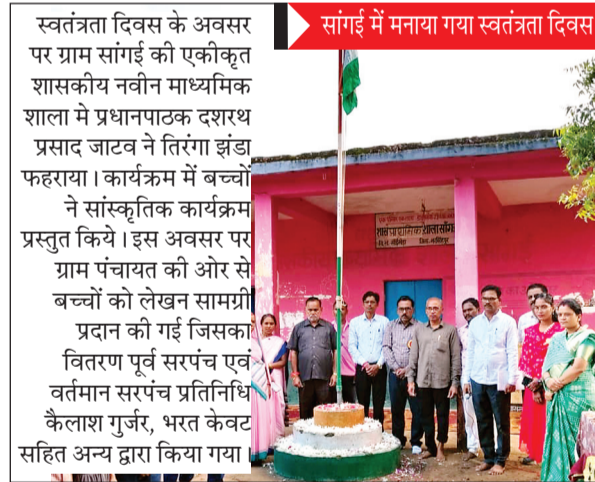 सांगई में मनाया गया स्वतंत्रता दिवस
स्वतंत्रता दिवस के अवसर
पर ग्राम सांगई की एकीकृत
शासकीय नवीन माध्यमिक
शाला मे प्रधानपाठक दशरथ
प्रसाद जाटव ने तिरंगा झंडा
फहराया। कार्यक्रम में बच्चों
ने सांस्कृतिक कार्यक्रम
प्रस्तुत किये। इस अवसर पर
ग्राम पंचायत की ओर से
बच्चों को लेखन सामग्री
प्रदान की गई जिसका
वितरण पूर्व सरपंच एवं
वर्तमान सरपंच प्रतिनिधि
कैलाश गुर्जर, भरत केवट
सहित अन्य द्वारा किया गया।